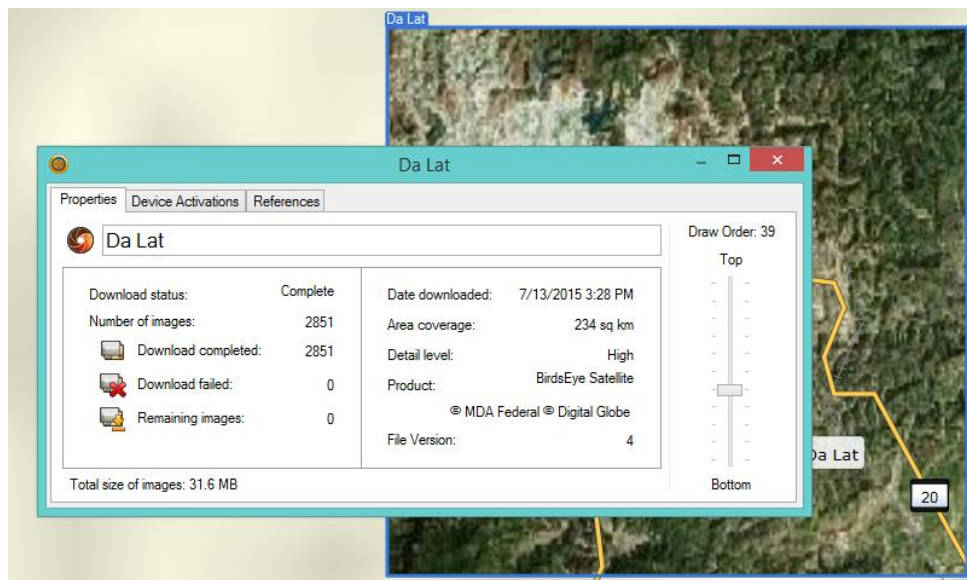 Da Lat
Da Lat
Properties Device Activations References
Da Lat
Draw Order: 39
Top
Download status: Complete
Number of images: 2851
Download completed: 2851
Download failed: 0
Remaining images: 0
Date downloaded: 7/13/2015 3:28 PM
Area coverage: 234 sq km
Detail level: High
Product: BirdsEye Satellite
© MDA Federal © Digital Globe
File Version: 4
Total size of images: 31.6 MB
Bottom
Da Lat
20